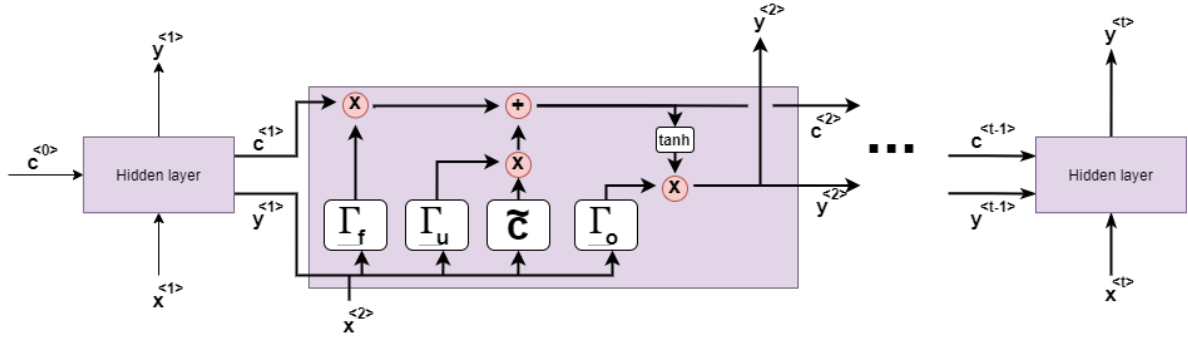 y<1>
c<0>
Hidden layer
x<1>
c<1>
y<1>
x
+
x
tanh
x
Γf
Γu
c̃
Γo
x<2>
y<2>
c<2>
y<2>
...
c<t-1>
y<t-1>
y<t>
Hidden layer
x<t>